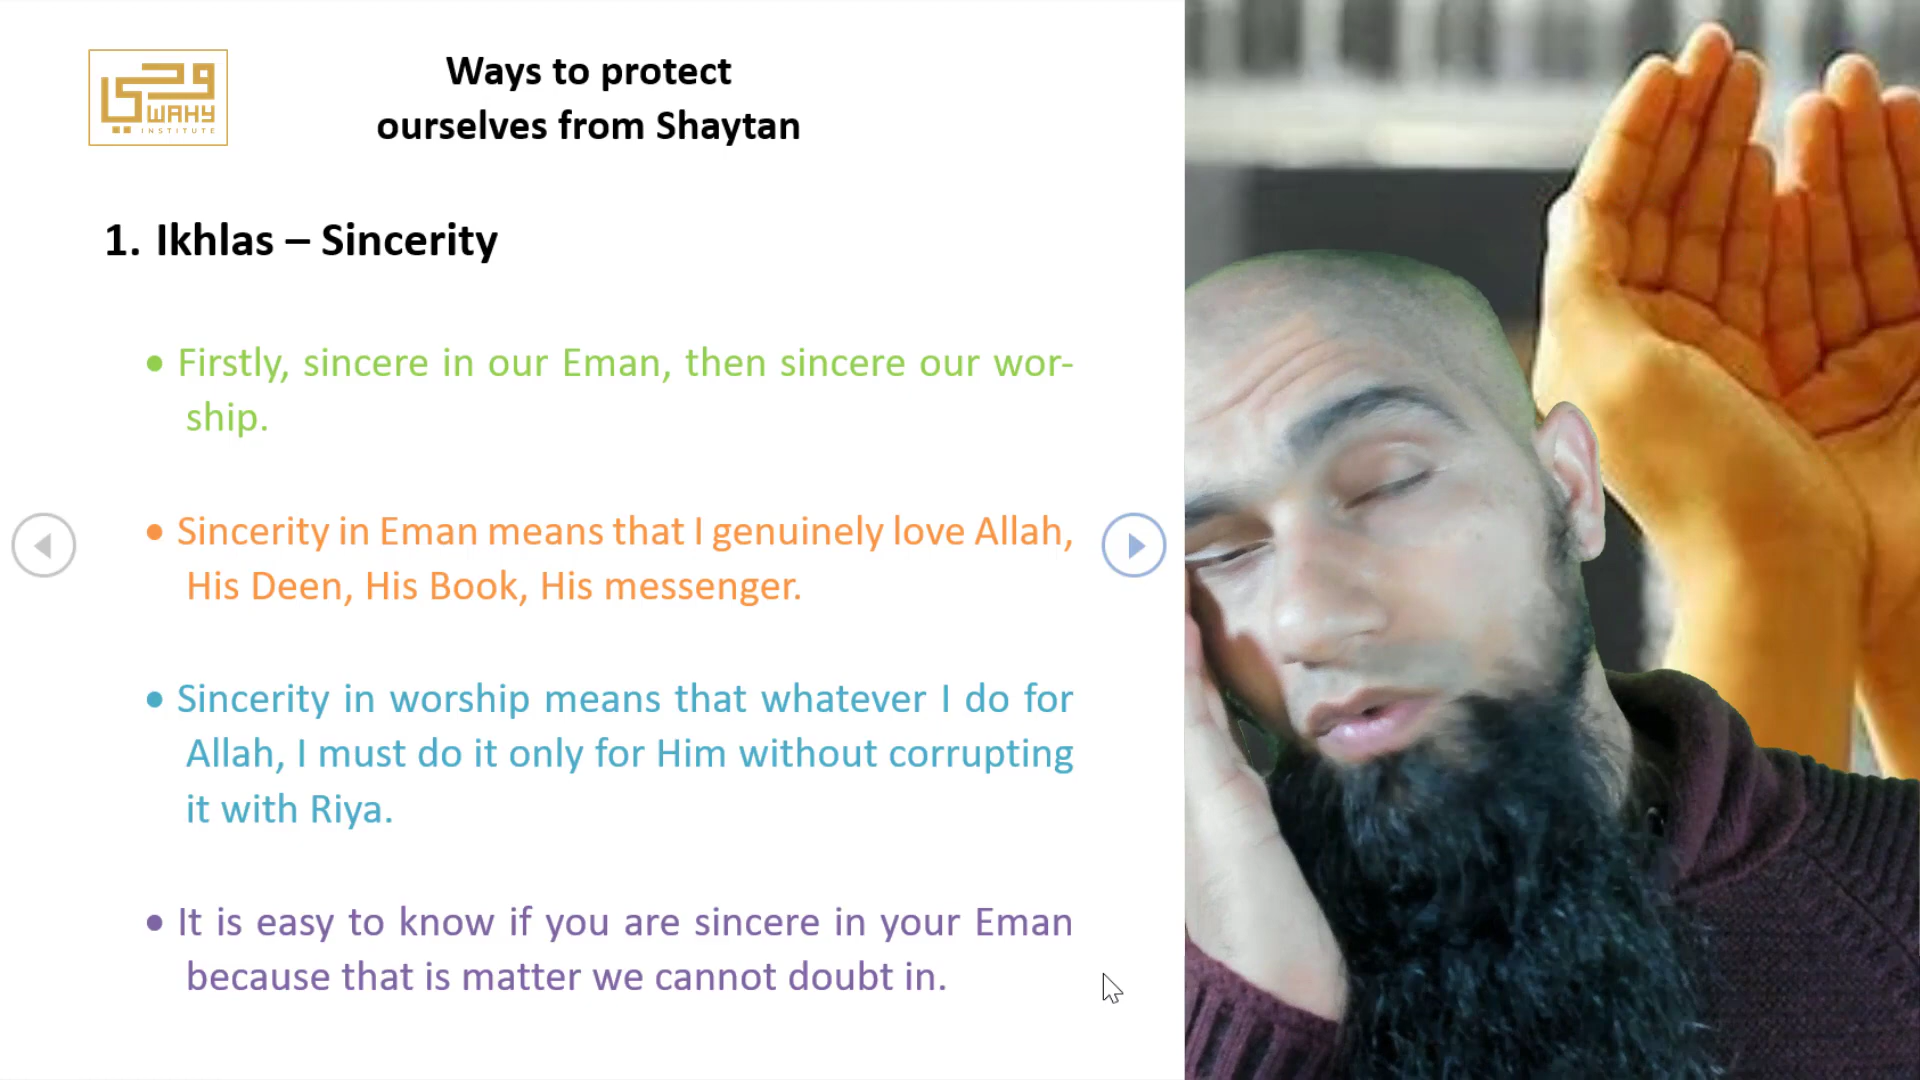 وحي
WAHY
INSTITUTE
Ways to protect
ourselves from Shaytan
1. Ikhlas – Sincerity
• Firstly, sincere in our Eman, then sincere our wor-
ship.
• Sincerity in Eman means that I genuinely love Allah,
His Deen, His Book, His messenger.
• Sincerity in worship means that whatever I do for
Allah, I must do it only for Him without corrupting
it with Riya.
• It is easy to know if you are sincere in your Eman
because that is matter we cannot doubt in.